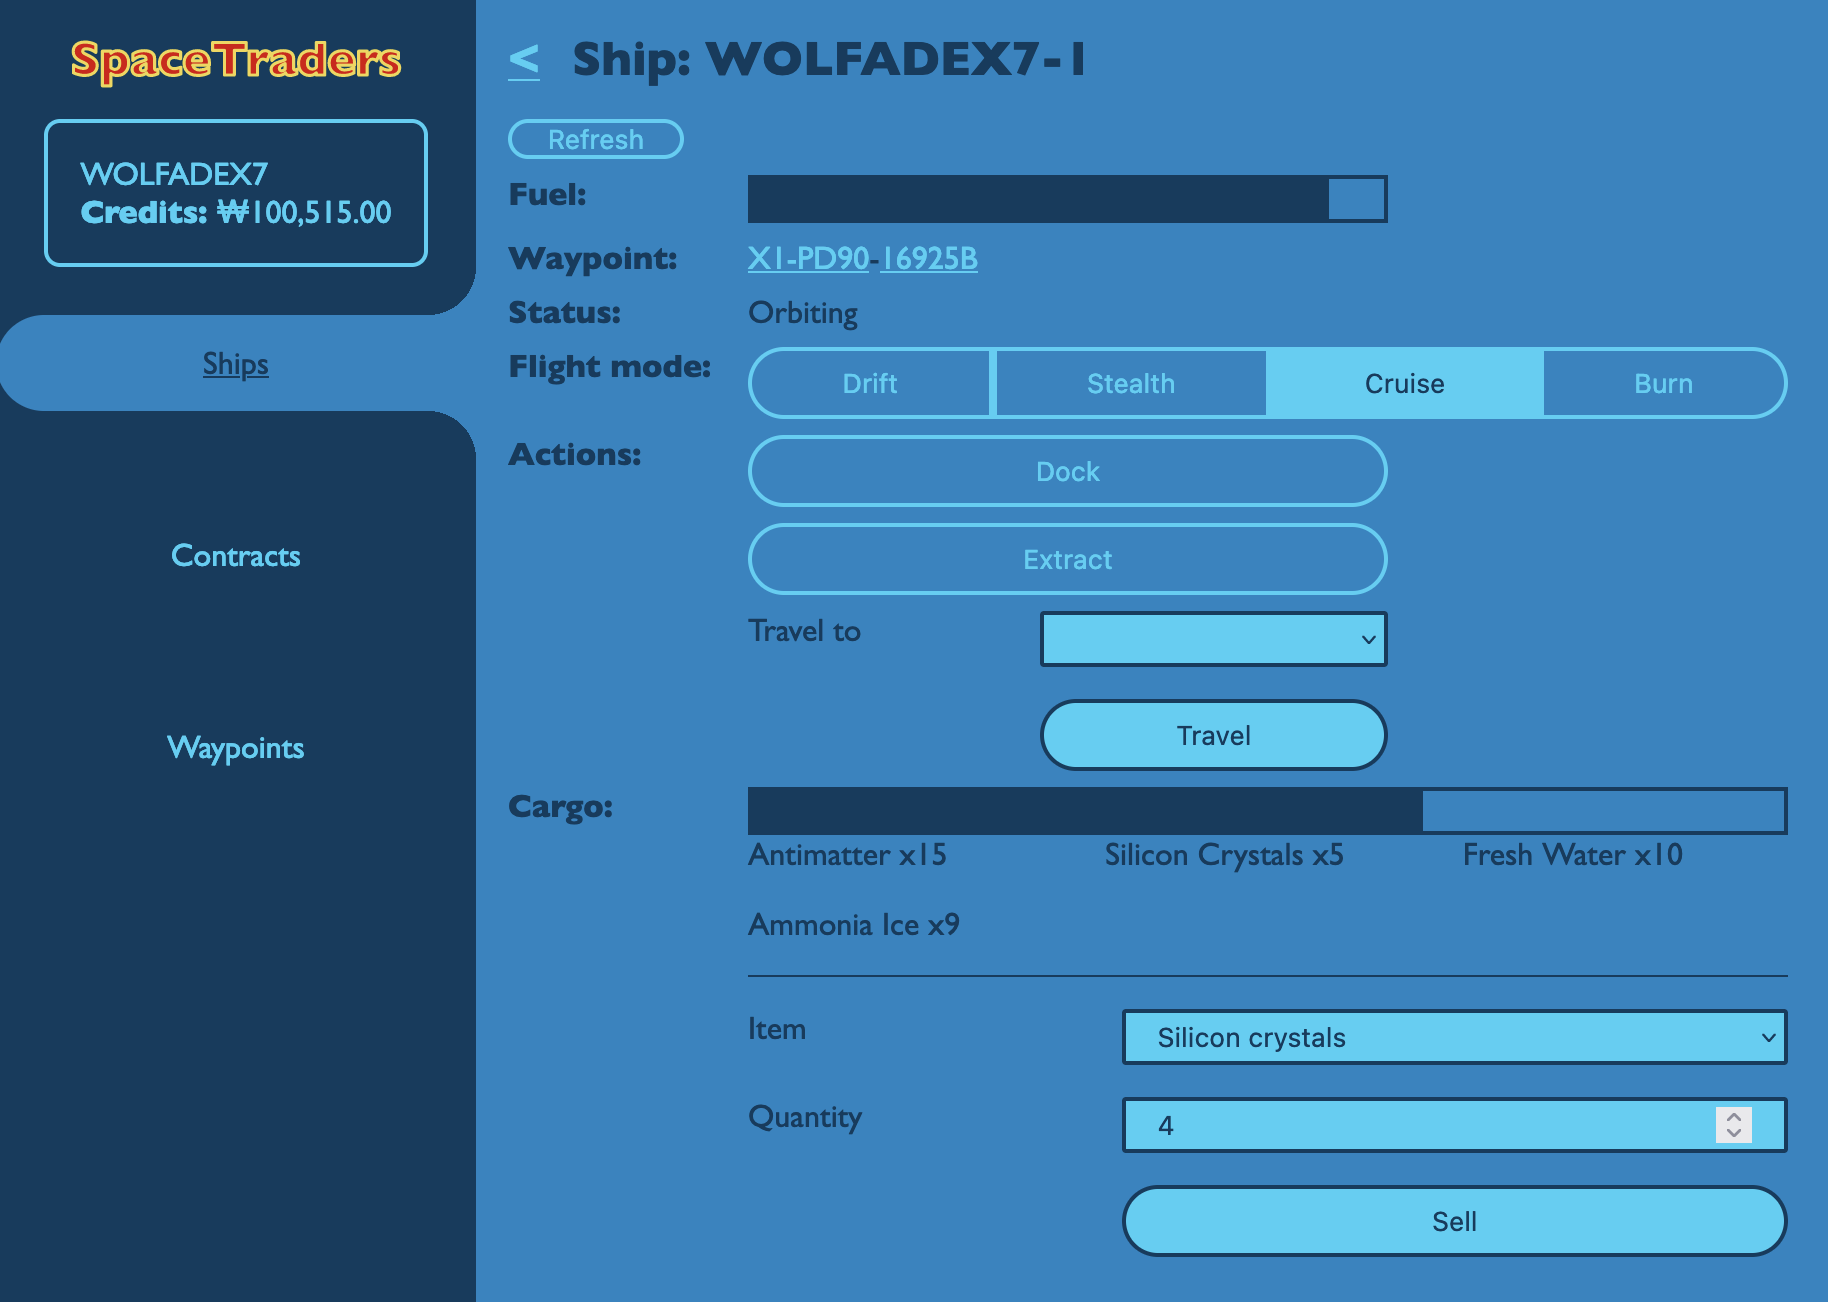 SpaceTraders
WOLFADEX7
Credits: ₩100,515.00
Ships
Contracts
Waypoints
< Ship: WOLFADEX7-1
Refresh
Fuel:
Waypoint: X1-PD90-16925B
Status: Orbiting
Flight mode: Drift Stealth Cruise Burn
Actions: Dock
Extract
Travel to
Travel
Cargo:
Antimatter x15 Silicon Crystals x5 Fresh Water x10
Ammonia Ice x9
Item Silicon crystals
Quantity 4
Sell